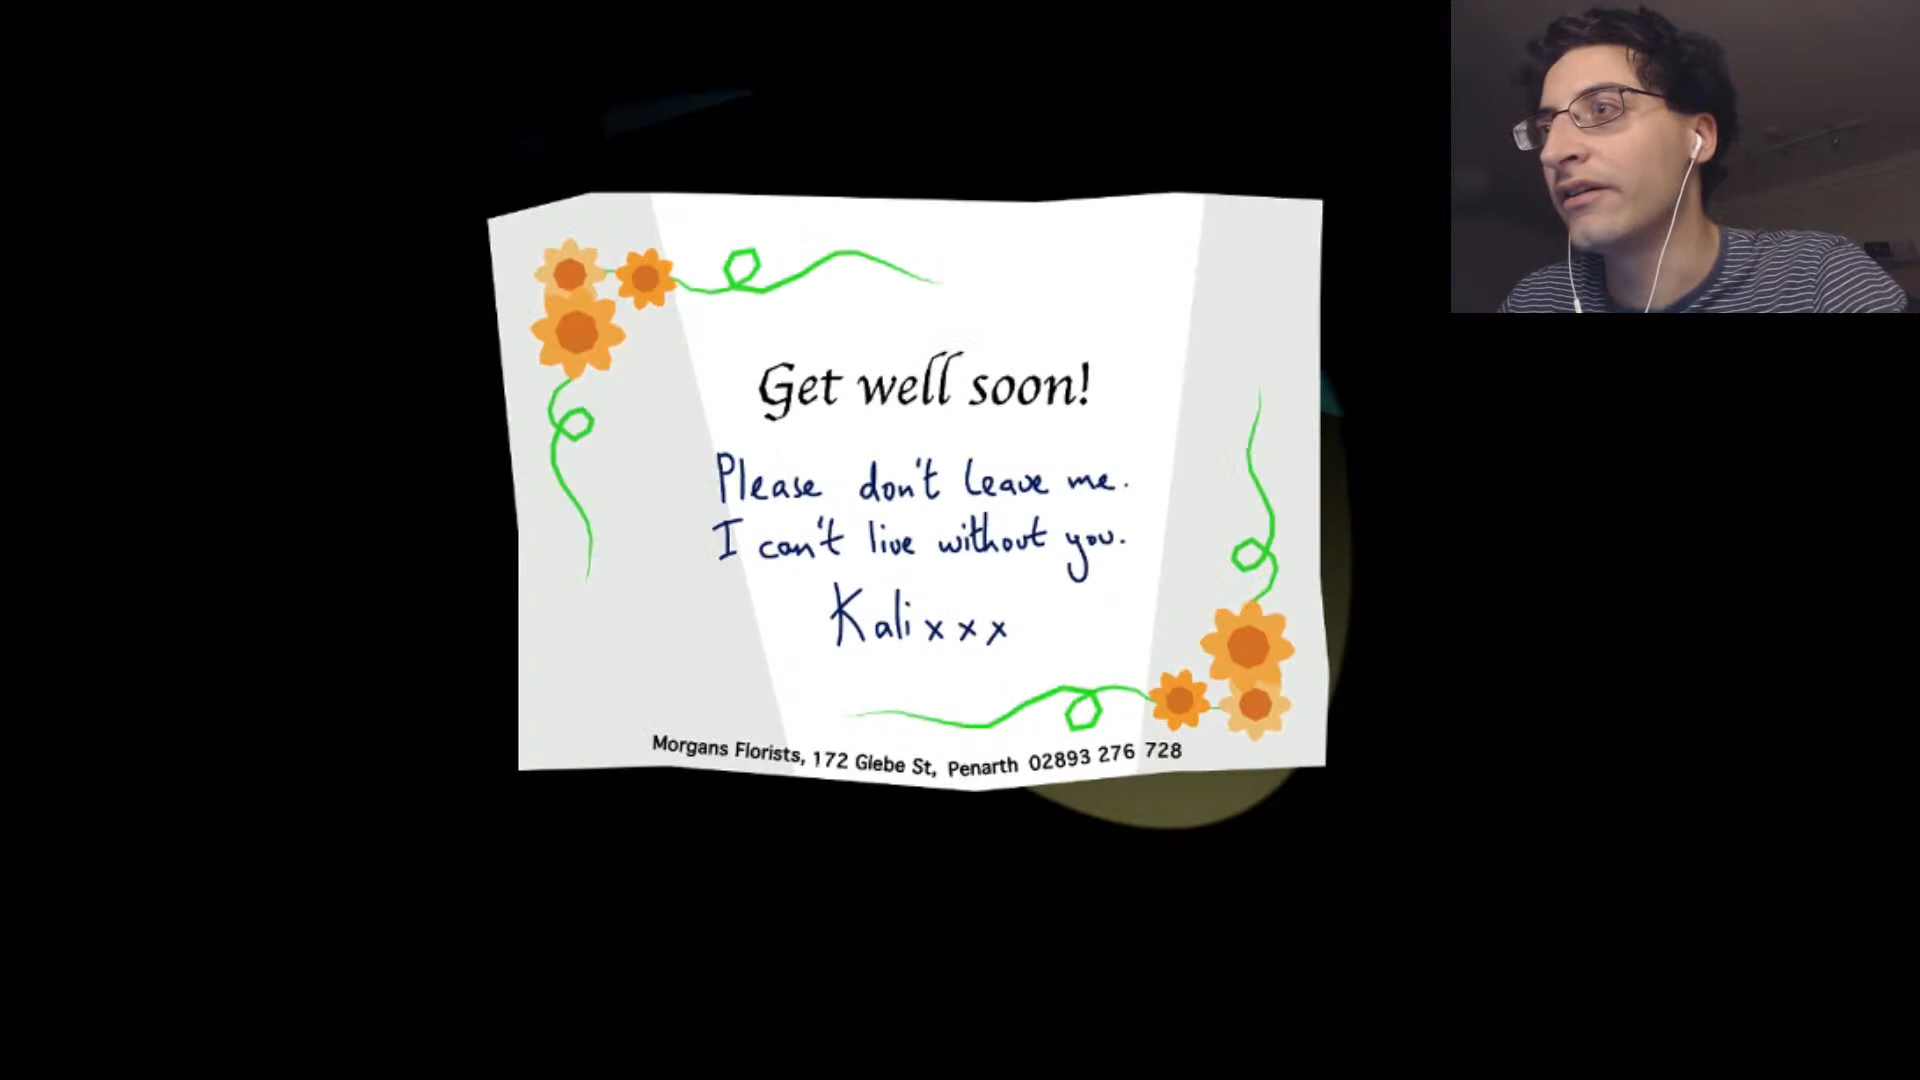 Get well soon!
Please don't leave me.
I can't live without you.
Kali x x x
Morgans Florists, 172 Glebe St, Penarth 02893 276 728